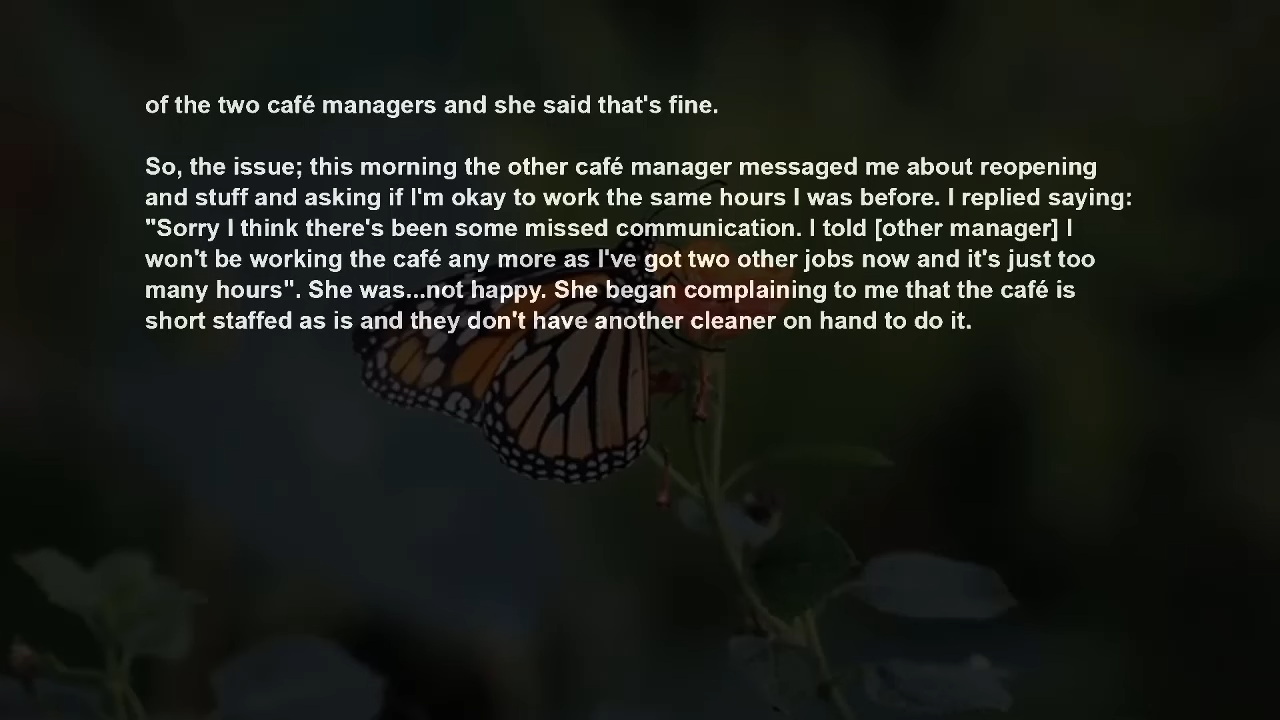 of the two café managers and she said that's fine.
So, the issue; this morning the other café manager messaged me about reopening
and stuff and asking if I'm okay to work the same hours I was before. I replied saying:
"Sorry I think there's been some missed communication. I told [other manager] I
won't be working the café any more as I've got two other jobs now and it's just too
many hours". She was...not happy. She began complaining to me that the café is
short staffed as is and they don't have another cleaner on hand to do it.